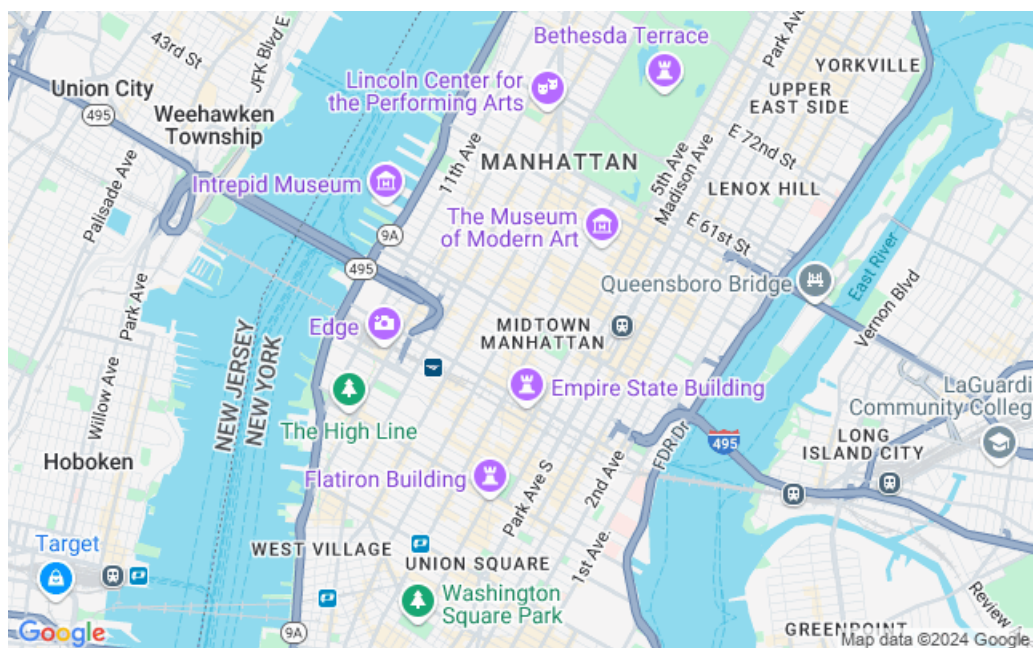 43rd St
JFK Blvd E
Bethesda Terrace
Park Ave
YORKVILLE
Union City
495
Weehawken
Township
Lincoln Center for
the Performing Arts
UPPER
EAST SIDE
E 72nd St
11th Ave
MANHATTAN
5th Ave
Madison Ave
LENOX HILL
Intrepid Museum
Palisade Ave
The Museum
of Modern Art
E 61st St
9A
495
East River
Queensboro Bridge
Vernon Blvd
Park Ave
Edge
MIDTOWN
MANHATTAN
NEW JERSEY
NEW YORK
Empire State Building
LaGuardi
Community Colleg
Willow Ave
The High Line
FDR Dr
495
LONG
ISLAND CITY
Hoboken
Flatiron Building
Park Ave S
2nd Ave
Target
WEST VILLAGE
UNION SQUARE
1st Ave.
Washington
Square Park
Review A
9A
GREENPOINT
Google
Map data ©2024 Google